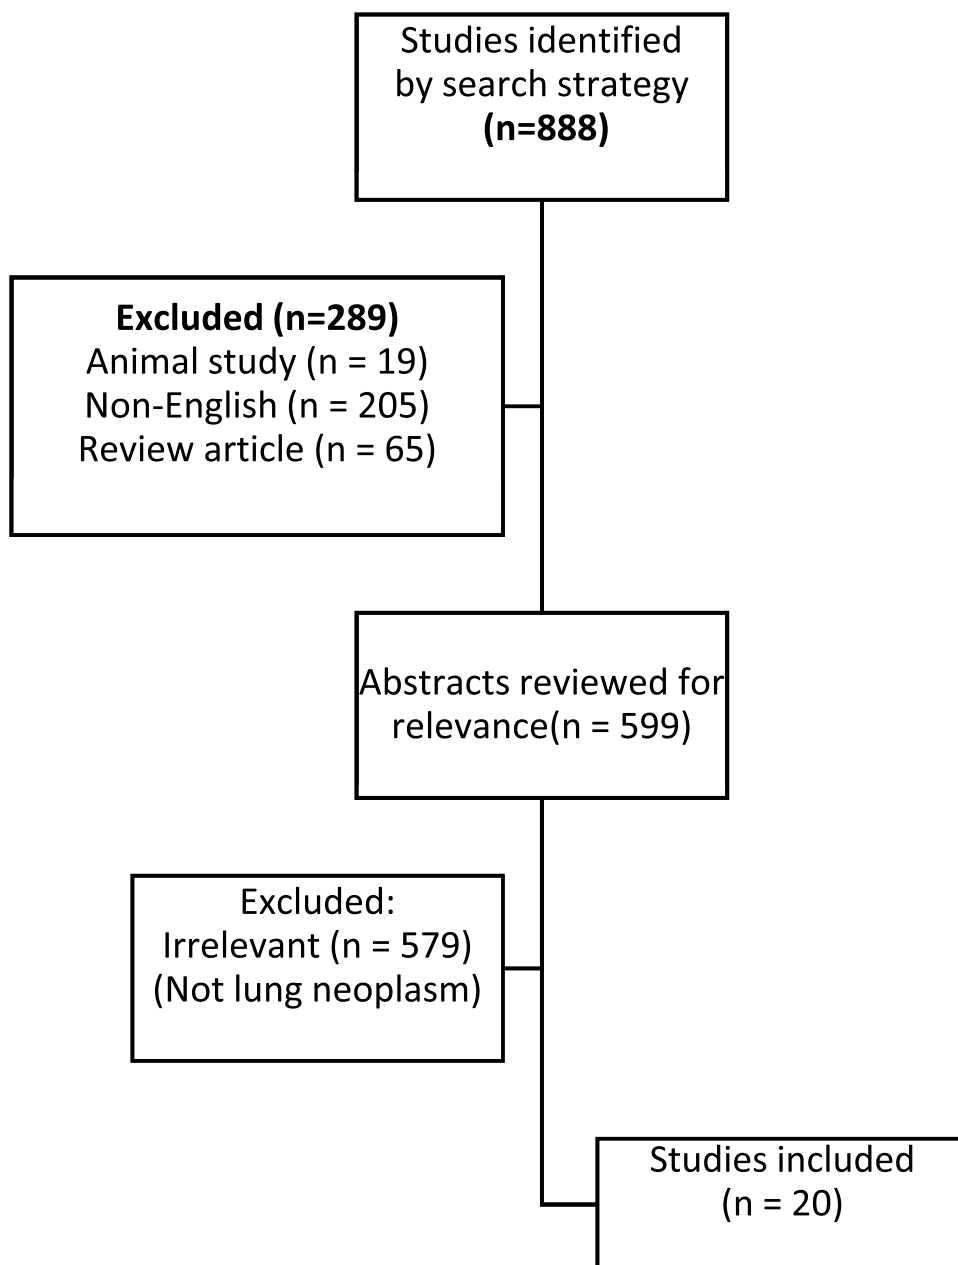 Studies identified
by search strategy
(n=888)
Excluded (n=289)
Animal study (n = 19)
Non-English (n = 205)
Review article (n = 65)
Abstracts reviewed for
relevance(n = 599)
Excluded:
Irrelevant (n = 579)
(Not lung neoplasm)
Studies included
(n = 20)